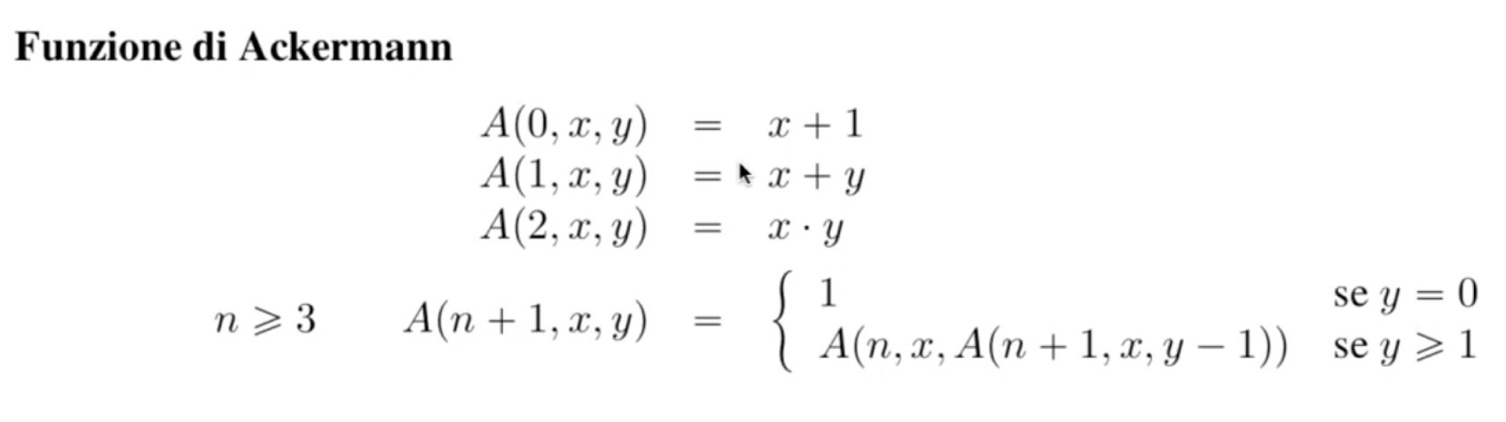 Funzione di Ackermann
A(0, x, y) = x + 1
A(1, x, y) = x + y
A(2, x, y) = x · y
n ⩾ 3 A(n + 1, x, y) = { 1 se y = 0
A(n, x, A(n + 1, x, y − 1)) se y ⩾ 1